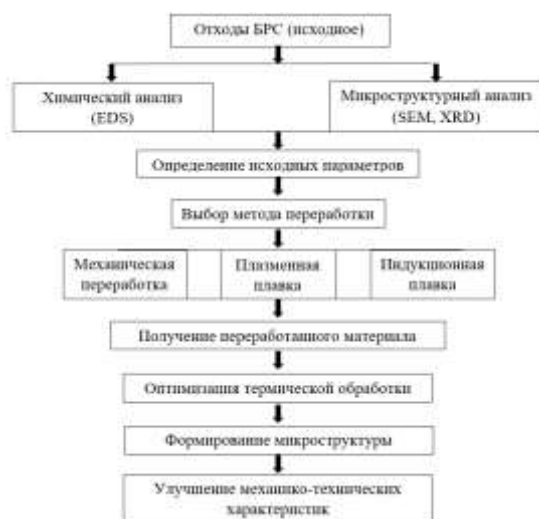 Отходы БРС (исходное)
Химический анализ
(EDS)
Микроструктурный анализ
(SEM, XRD)
Определение исходных параметров
Выбор метода переработки
Механическая
переработка
Плазменная
плавка
Индукционная
плавка
Получение переработанного материала
Оптимизация термической обработки
Формирование микроструктуры
Улучшение механико-технических
характеристик